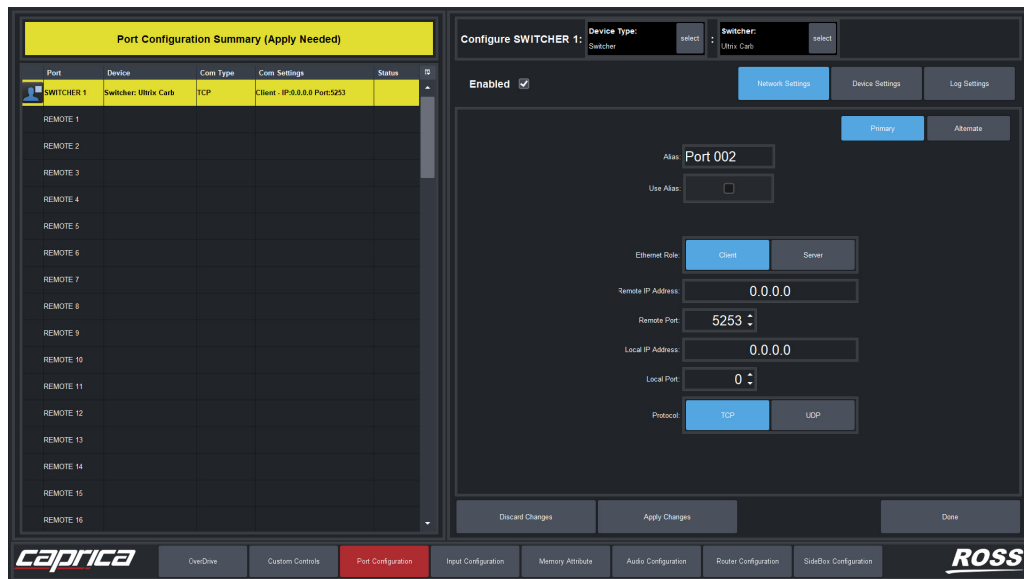 Port Configuration Summary (Apply Needed)
Port Device Com Type Com Settings Status
SWITCHER 1 Switcher: Ultrix Carb TCP Client - IP:0.0.0.0 Port:5253
REMOTE 1
REMOTE 2
REMOTE 3
REMOTE 4
REMOTE 5
REMOTE 6
REMOTE 7
REMOTE 8
REMOTE 9
REMOTE 10
REMOTE 11
REMOTE 12
REMOTE 13
REMOTE 14
REMOTE 15
REMOTE 16
Configure SWITCHER 1: Device Type: Switcher select : Switcher: Ultrix Carb select
Enabled Network Settings Device Settings Log Settings
Primary Alternate
Alias: Port 002
Use Alias:
Ethernet Role: Client Server
Remote IP Address: 0.0.0.0
Remote Port: 5253
Local IP Address: 0.0.0.0
Local Port: 0
Protocol: TCP UDP
Discard Changes Apply Changes Done
caprica OverDrive Custom Controls Port Configuration Input Configuration Memory Attribute Audio Configuration Router Configuration SideBox Configuration ROSS